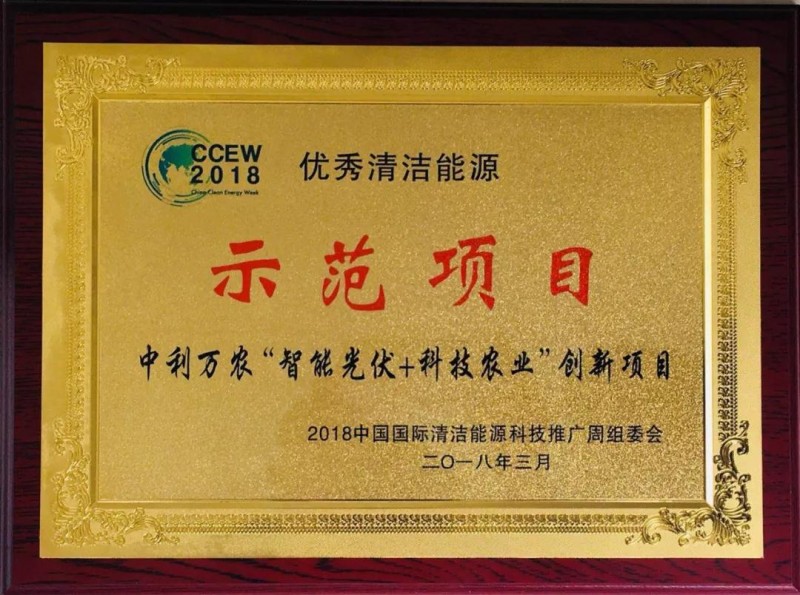 CCEW
2018
China Clean Energy Week
优秀清洁能源
示范项目
中利万农“智能光伏+科技农业”创新项目
2018中国国际清洁能源科技推广周组委会
二〇一八年三月